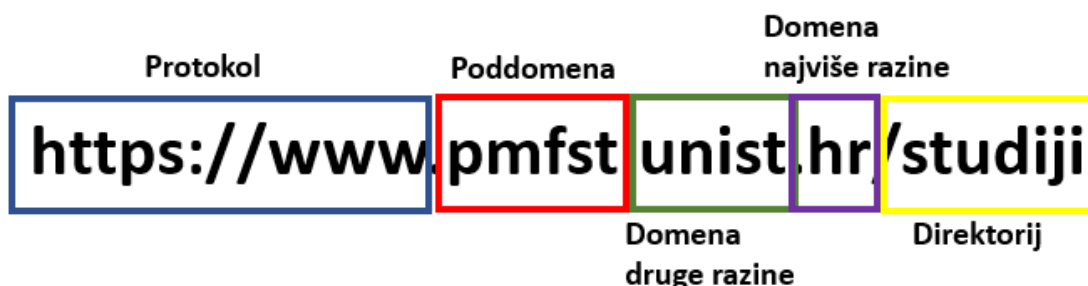 Protokol
Poddomena
Domena
najviše razine
https://www.pmfst.unist.hr/studiji
Domena
druge razine
Direktorij